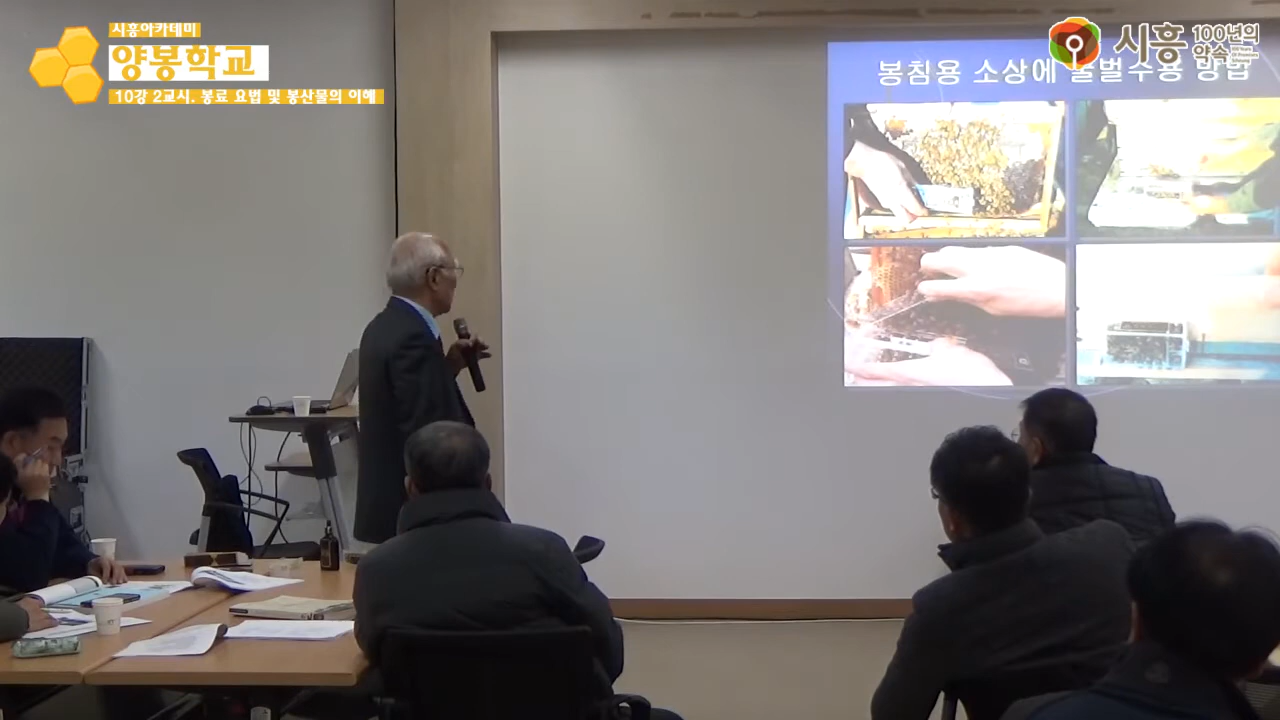 시흥아카데미
양봉학교
10강 2교시. 봉료 요법 및 봉산물의 이해
시흥
100년의
약속
봉침용 소상에 꿀벌수용 방법